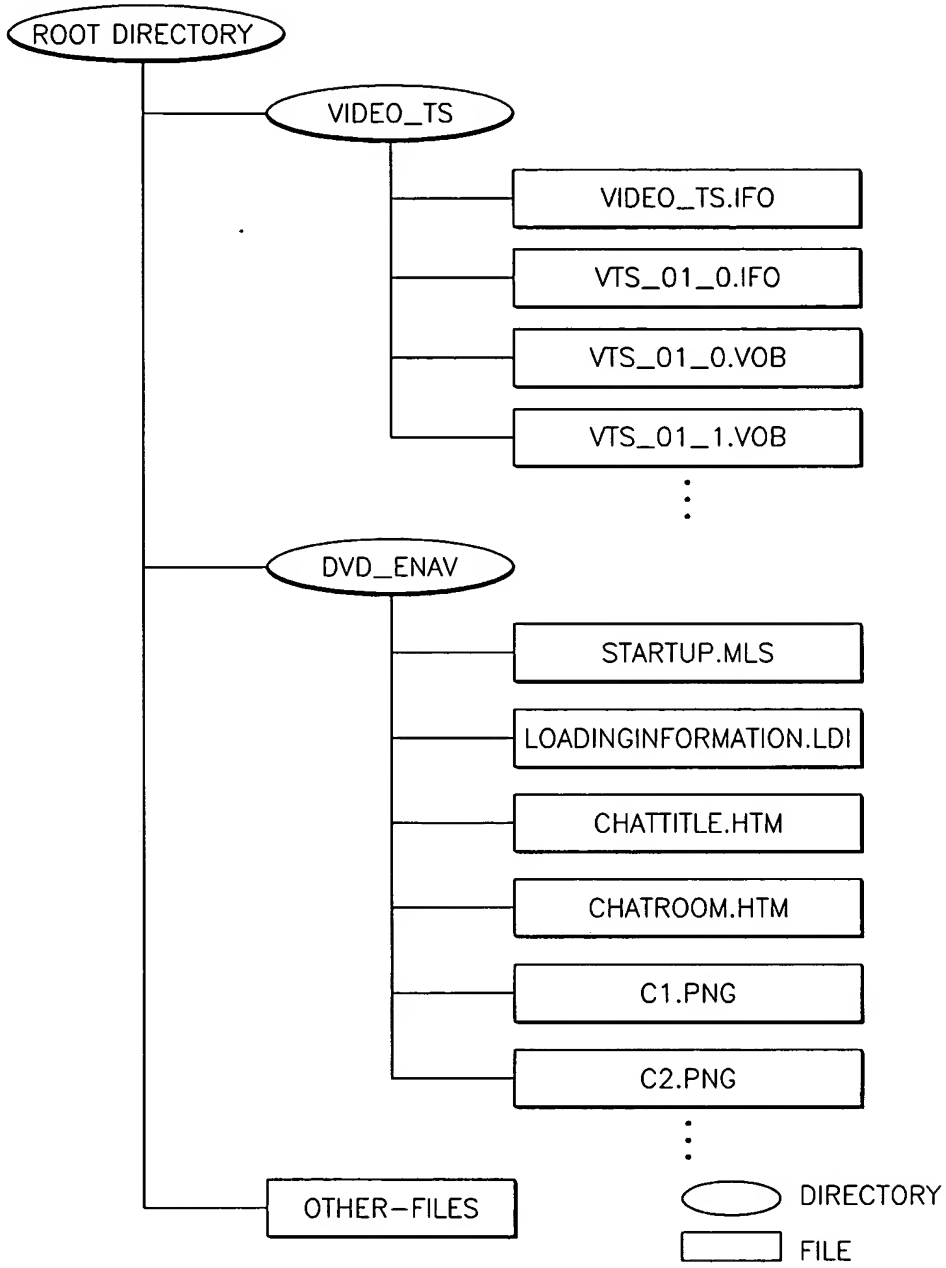 ROOT DIRECTORY
VIDEO_TS
VIDEO_TS.IFO
VTS_01_0.IFO
VTS_01_0.VOB
VTS_01_1.VOB
DVD_ENAV
STARTUP.MLS
LOADINGINFORMATION.LDI
CHATTITLE.HTM
CHATROOM.HTM
C1.PNG
C2.PNG
OTHER-FILES
DIRECTORY
FILE